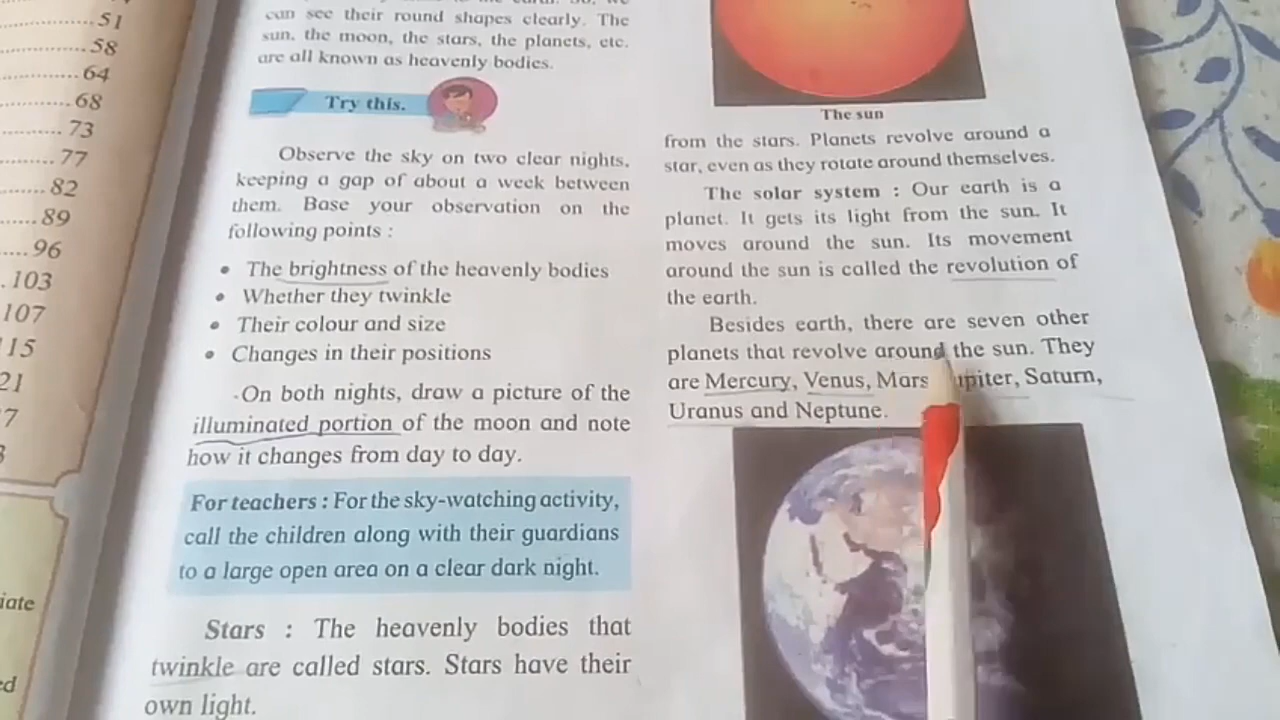 51
58
64
68
73
77
82
89
96
103
107
15
21
7
can see their round shapes clearly. The
sun, the moon, the stars, the planets, etc.
are all known as heavenly bodies.
Try this.
Observe the sky on two clear nights,
keeping a gap of about a week between
them. Base your observation on the
following points :
• The brightness of the heavenly bodies
• Whether they twinkle
• Their colour and size
• Changes in their positions
On both nights, draw a picture of the
illuminated portion of the moon and note
how it changes from day to day.
For teachers : For the sky-watching activity,
call the children along with their guardians
to a large open area on a clear dark night.
Stars : The heavenly bodies that
twinkle are called stars. Stars have their
own light.
The sun
from the stars. Planets revolve around a
star, even as they rotate around themselves.
The solar system : Our earth is a
planet. It gets its light from the sun. It
moves around the sun. Its movement
around the sun is called the revolution of
the earth.
Besides earth, there are seven other
planets that revolve around the sun. They
are Mercury, Venus, Mars upiter, Saturn,
Uranus and Neptune.